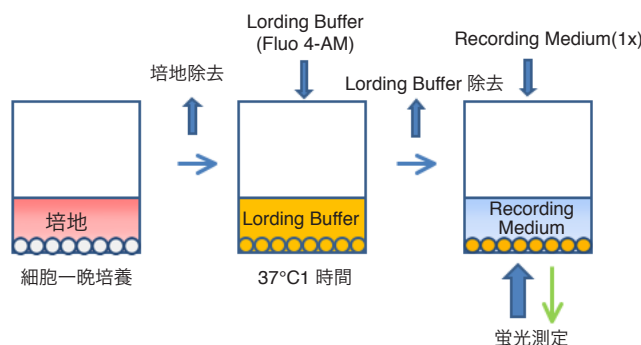 Lording Buffer
(Fluo 4-AM)
Recording Medium(1x)
培地除去
Lording Buffer 除去
培地
Lording Buffer
Recording
Medium
細胞一晩培養
37°C1 時間
蛍光測定